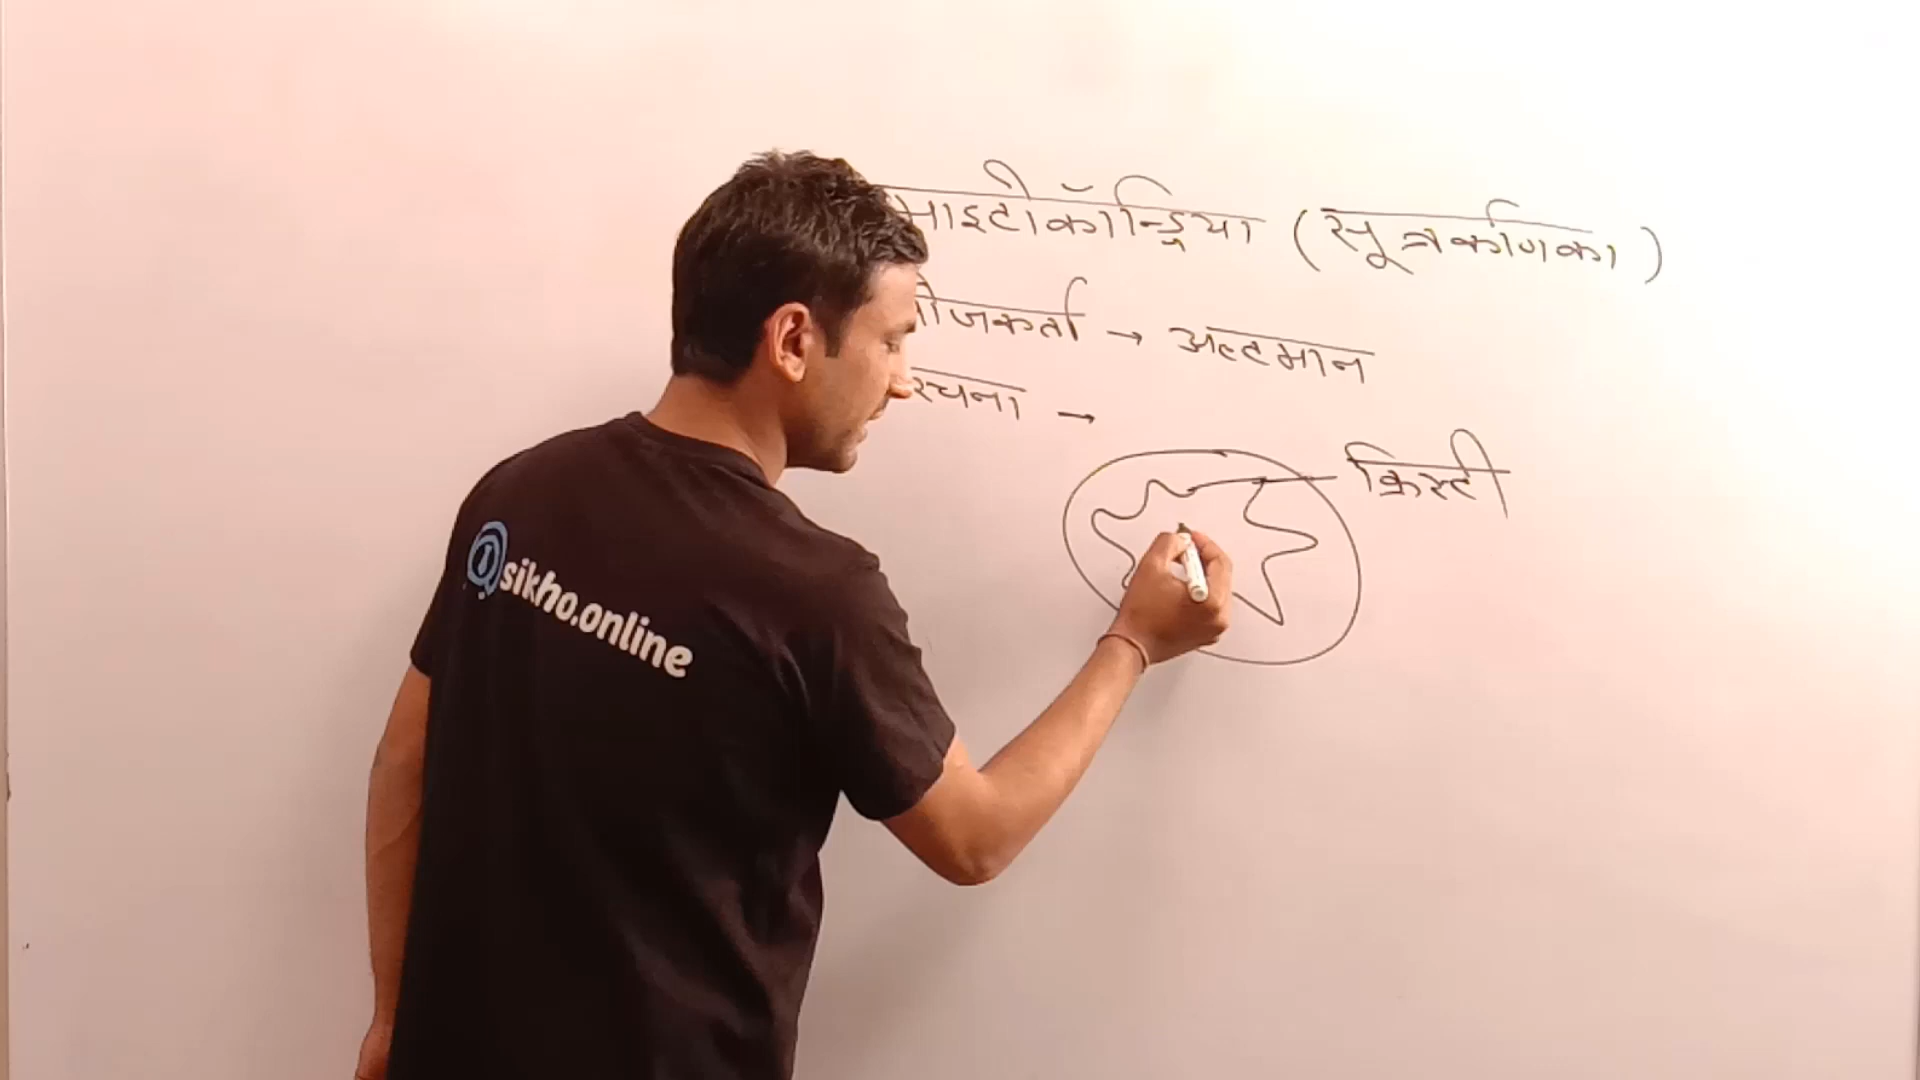 माइटोकॉन्ड्रिया (सूत्रकणिका)
खोजकर्ता → अल्टमान
संरचना →
क्रिस्टी
sikho.online